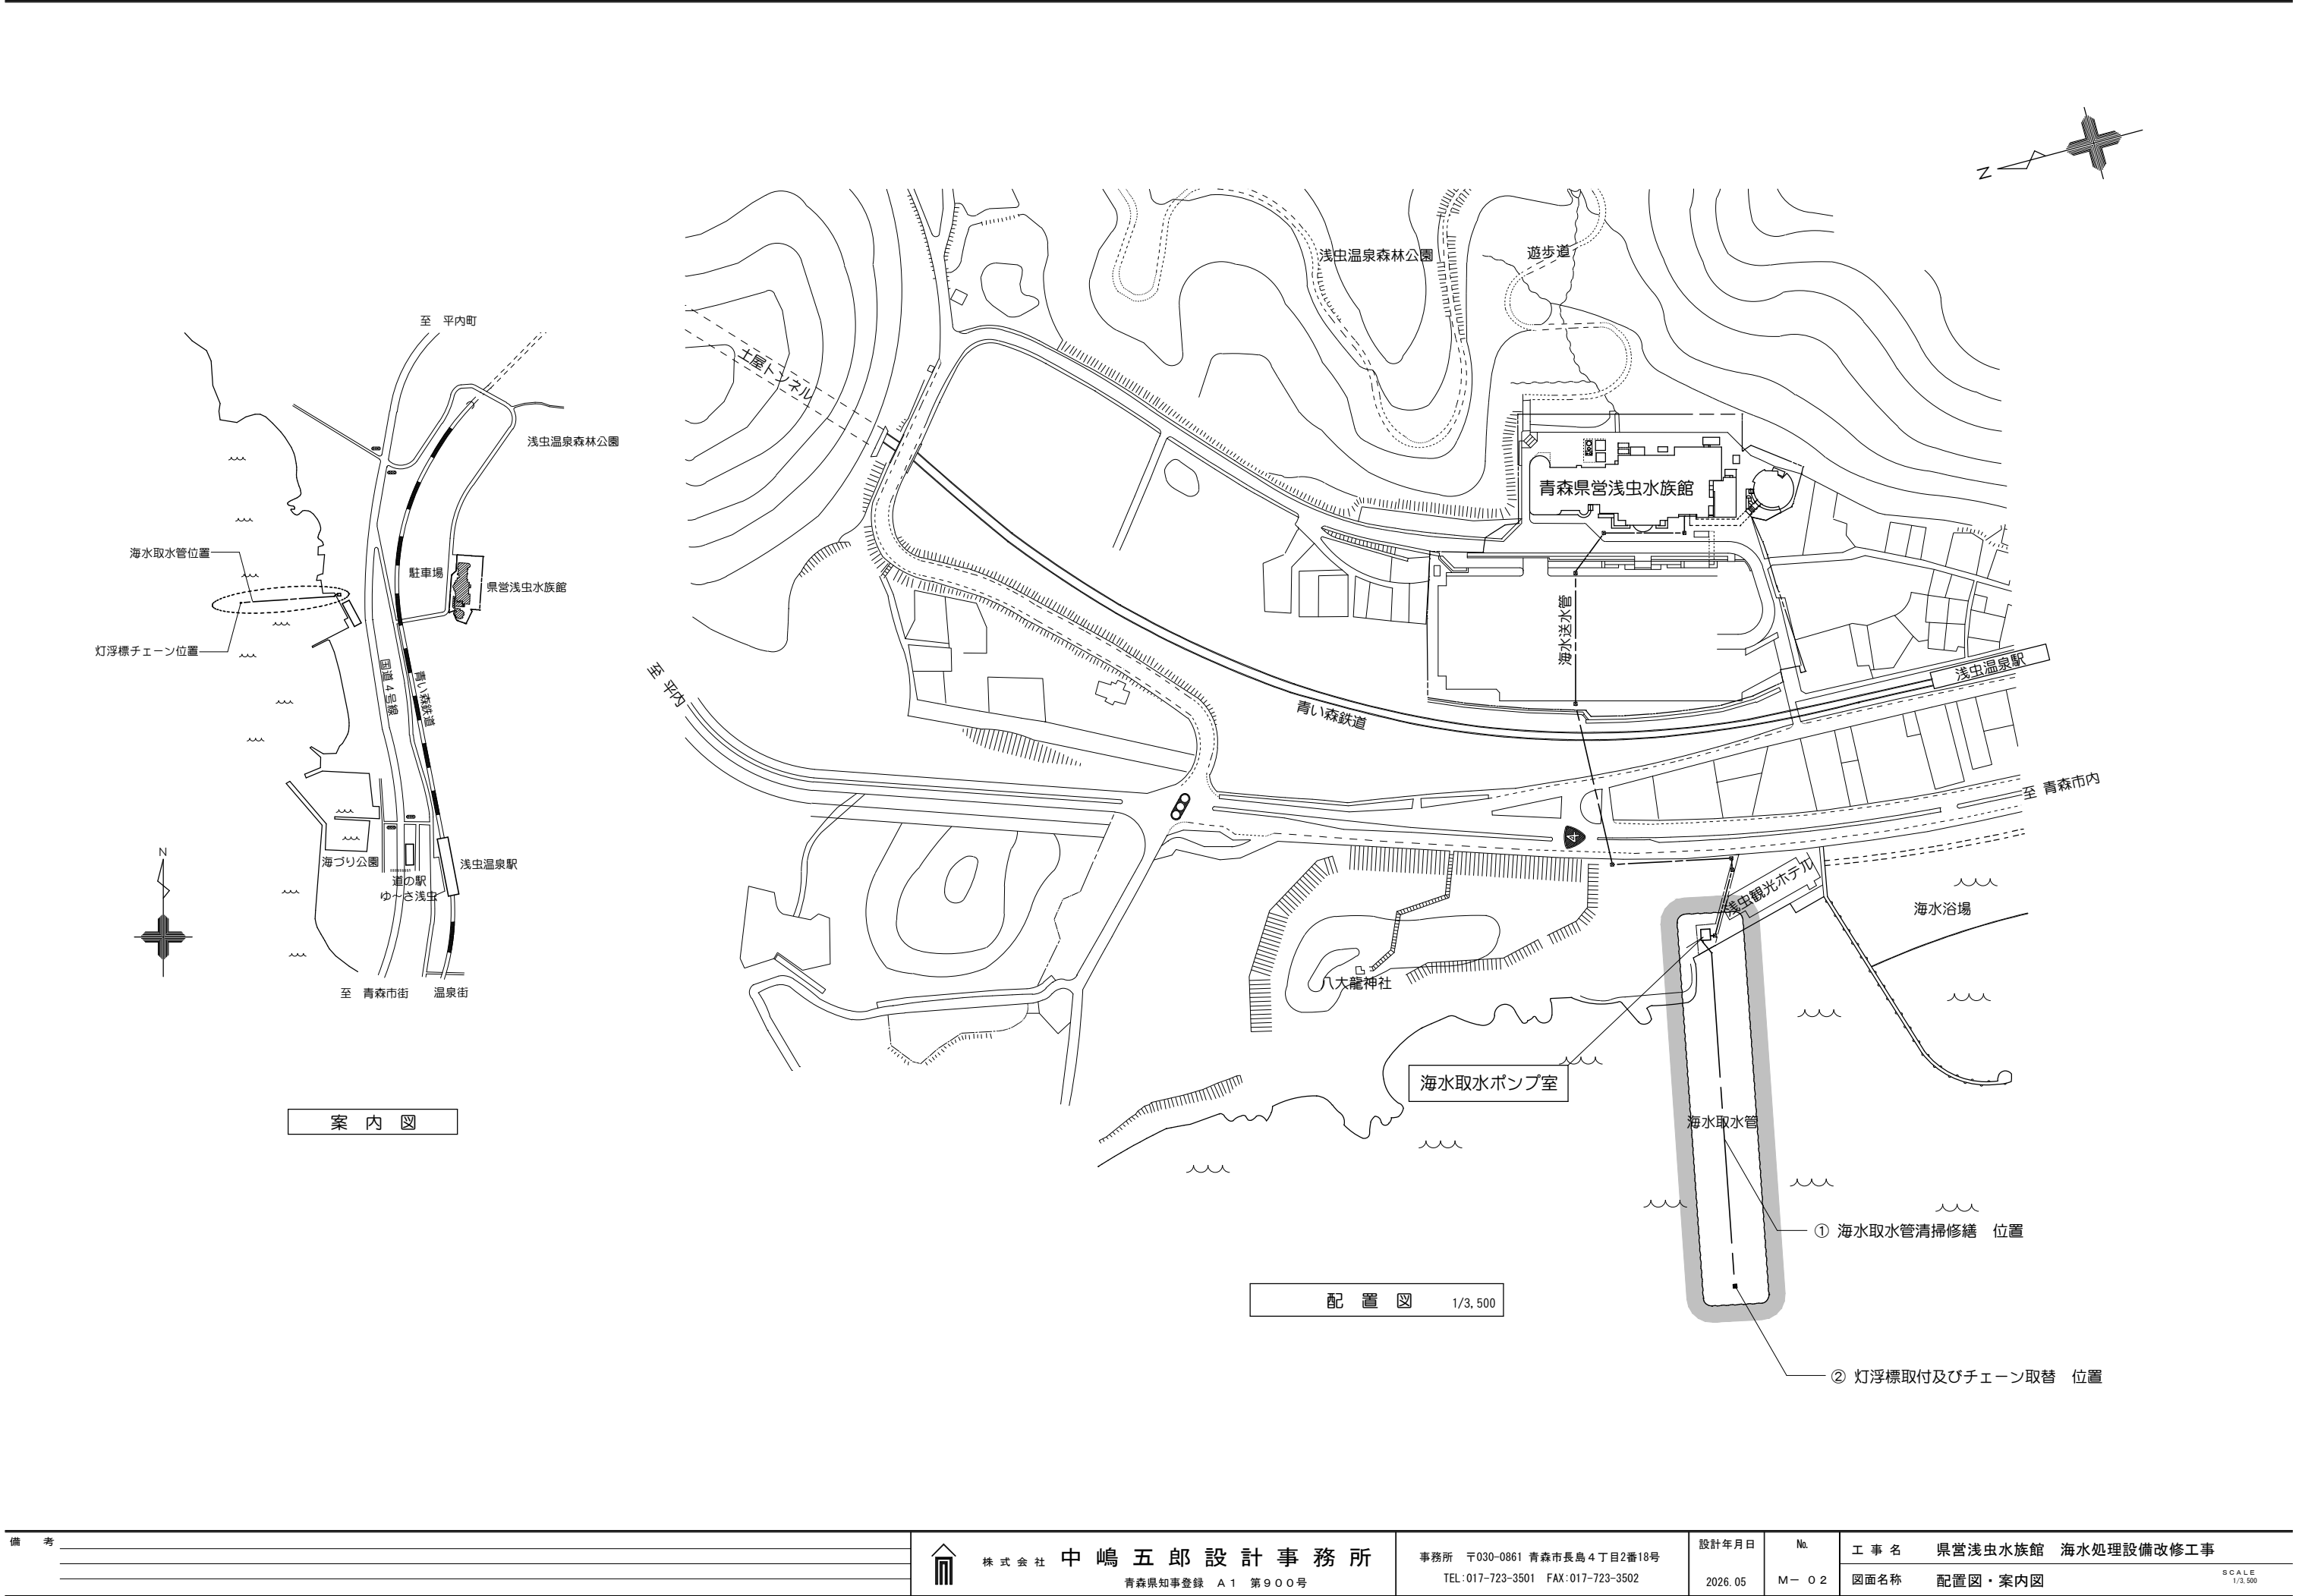 至　平内町
浅虫温泉森林公園
海水取水管位置
駐車場
県営浅虫水族館
灯浮標チェーン位置
国道４号線
青い森鉄道
海づり公園
道の駅
ゆ～さ浅虫
浅虫温泉駅
N
至　青森市街
温泉街
案　内　図
N
浅虫温泉森林公園
遊歩道
土屋トンネル
青森県営浅虫水族館
海水送水管
至 平内
青い森鉄道
浅虫温泉駅
至 青森市内
4
浅虫観光ホテル
海水浴場
八大龍神社
海水取水ポンプ室
海水取水管
① 海水取水管清掃修繕　位置
配　置　図　1/3,500
② 灯浮標取付及びチェーン取替　位置
備　考
株式会社 中嶋五郎設計事務所
青森県知事登録　Ａ１　第９００号
事務所　〒030-0861 青森市長島４丁目2番18号
TEL:017-723-3501　FAX:017-723-3502
設計年月日
2026.05
№
Ｍ－ ０２
工 事 名　県営浅虫水族館　海水処理設備改修工事
図面名称　配置図・案内図
SCALE
1/3,500